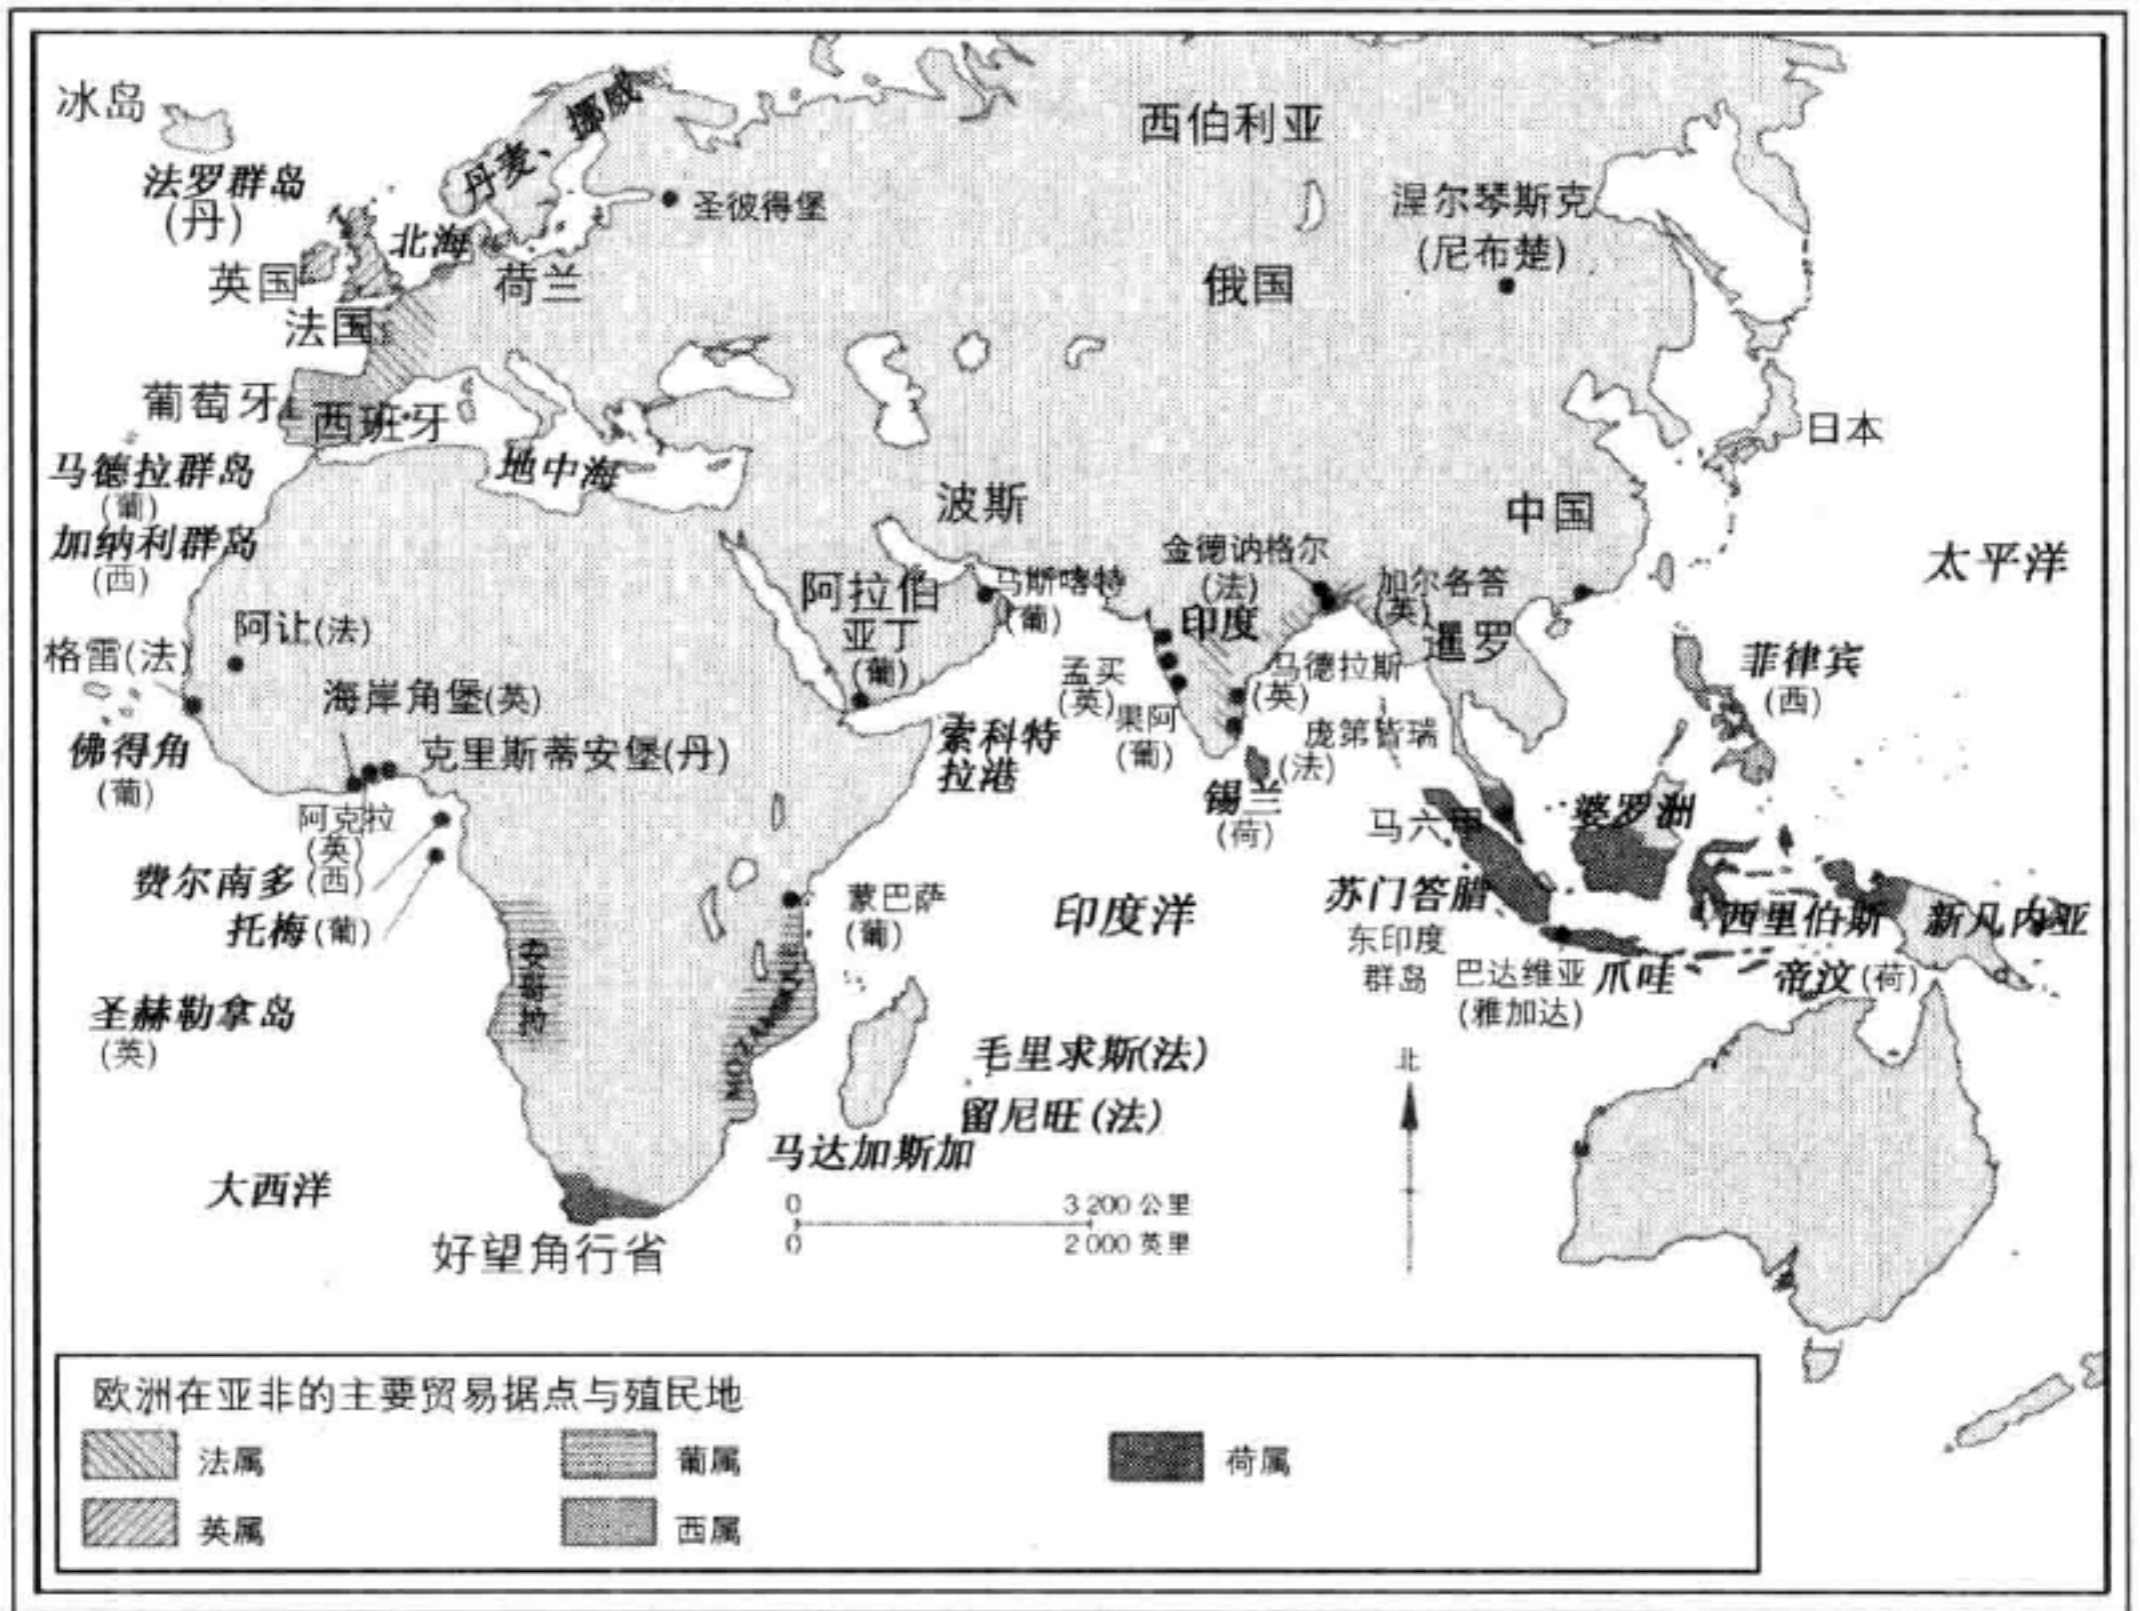 冰岛
法罗群岛
(丹)
丹麦、挪威
西伯利亚
圣彼得堡
涅尔琴斯克
(尼布楚)
北海
英国
荷兰
俄国
法国
葡萄牙
西班牙
日本
地中海
马德拉群岛
(葡)
波斯
中国
加纳利群岛
(西)
金德讷格尔
(法)
太平洋
阿拉伯
马斯喀特
(葡)
加尔各答
(英)
印度
暹罗
阿让(法)
亚丁
(葡)
格雷(法)
孟买
(英)
马德拉斯
(英)
菲律宾
(西)
海岸角堡(英)
果阿
(葡)
庞第皆瑞
(法)
佛得角
(葡)
克里斯蒂安堡(丹)
索科特
拉港
锡兰
(荷)
阿克拉
(英)
马六甲
婆罗洲
费尔南多(西)
托梅(葡)
蒙巴萨
(葡)
印度洋
苏门答腊
西里伯斯
新凡内亚
安哥拉
东印度
群岛
巴达维亚
(雅加达)
爪哇
帝汶(荷)
圣赫勒拿岛
(英)
毛里求斯(法)
留尼旺(法)
马达加斯加
北
大西洋
0 3 200 公里
0 2 000 英里
好望角行省
欧洲在亚非的主要贸易据点与殖民地
法属
葡属
荷属
英属
西属